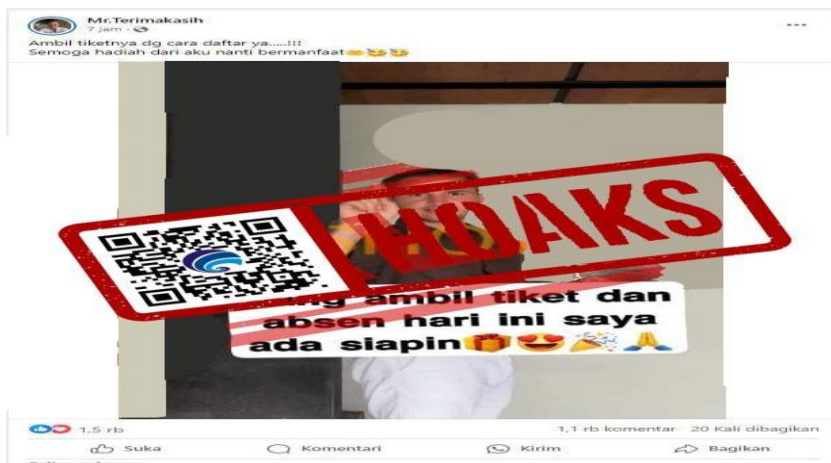 Mr.Terimakasih
7 jam
Ambil tiketnya dg cara daftar ya.....!!!
Semoga hadiah dari aku nanti bermanfaat
HOAKS
ambil tiket dan
absen hari ini saya
ada siapin
1,5 rb
1,1 rb komentar 20 Kali dibagikan
Suka Komentari Kirim Bagikan